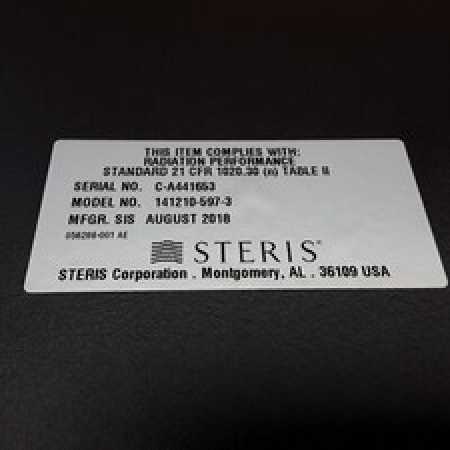 THIS ITEM COMPLIES WITH:
RADIATION PERFORMANCE
STANDARD 21 CFR 1020.30 (n) TABLE II
SERIAL NO. C-A441653
MODEL NO. 141210-597-3
MFGR. SIS AUGUST 2018
056288-001 AE
STERIS®
STERIS Corporation . Montgomery, AL . 36109 USA